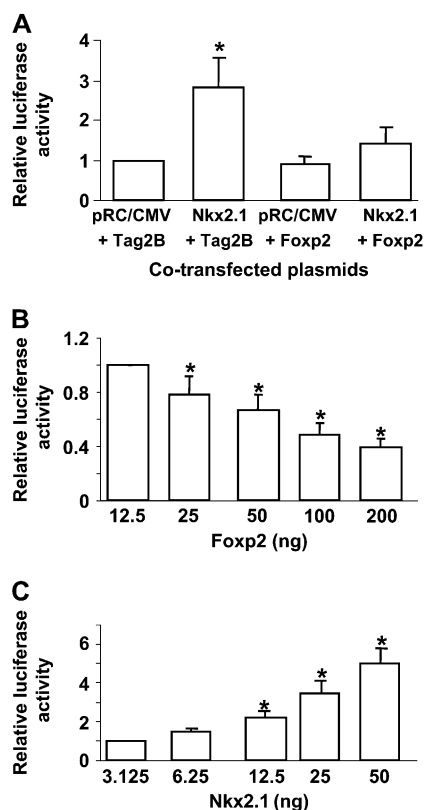 A
Relative luciferase
activity
4
3
2
1
0
*
pRC/CMV Nkx2.1 pRC/CMV Nkx2.1
+ Tag2B + Tag2B + Foxp2 + Foxp2
Co-transfected plasmids
B
Relative luciferase
activity
1.2
0.8
0.4
0
* * * *
12.5 25 50 100 200
Foxp2 (ng)
C
Relative luciferase
activity
6
4
2
0
* * *
3.125 6.25 12.5 25 50
Nkx2.1 (ng)